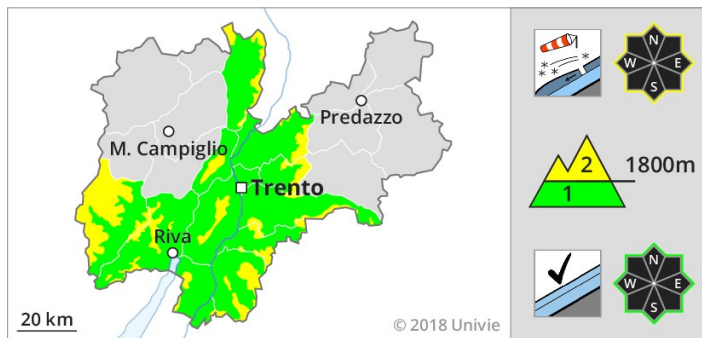 Predazzo
M. Campiglio
Trento
Riva
20 km
© 2018 Univie
N
W E
S
2 1800m
1
N
W E
S